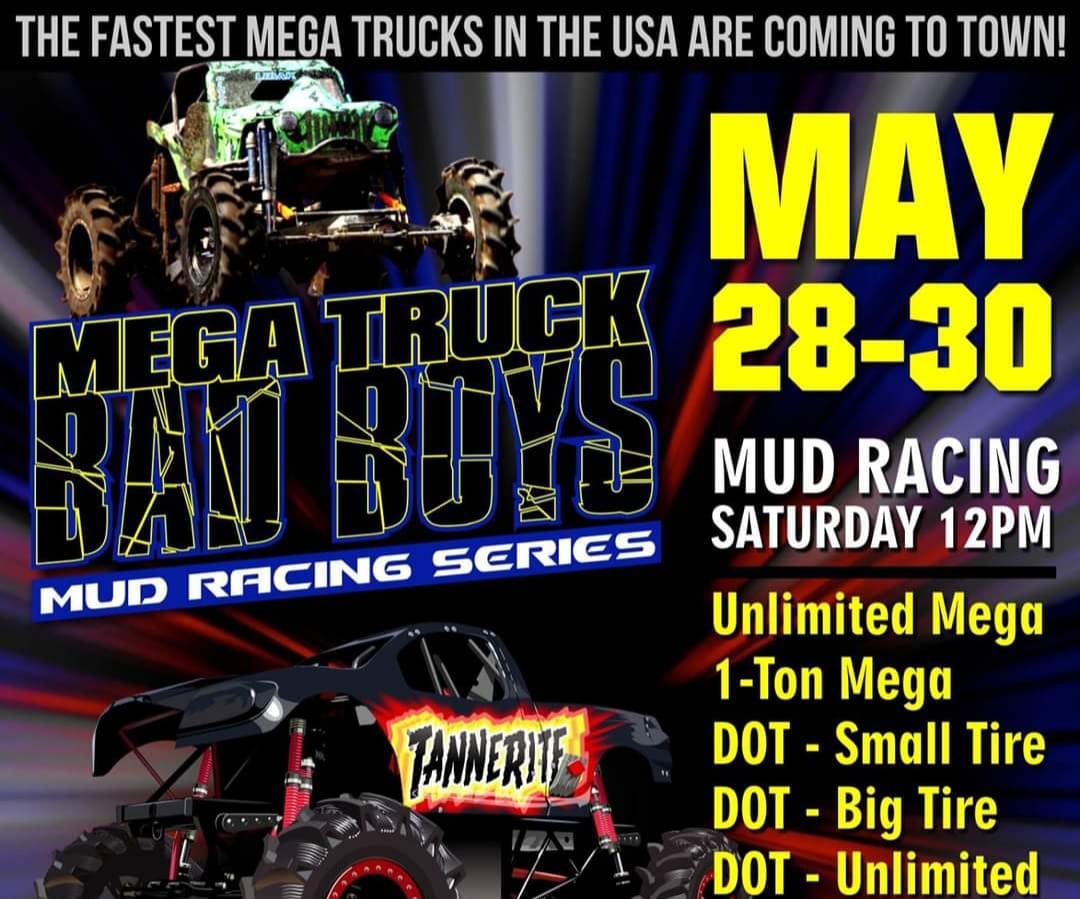 THE FASTEST MEGA TRUCKS IN THE USA ARE COMING TO TOWN!
MAY
28-30
MEGA TRUCK
BAD BOYS
MUD RACING SERIES
MUD RACING
SATURDAY 12PM
Unlimited Mega
1-Ton Mega
DOT - Small Tire
DOT - Big Tire
DOT - Unlimited
TANNERITE